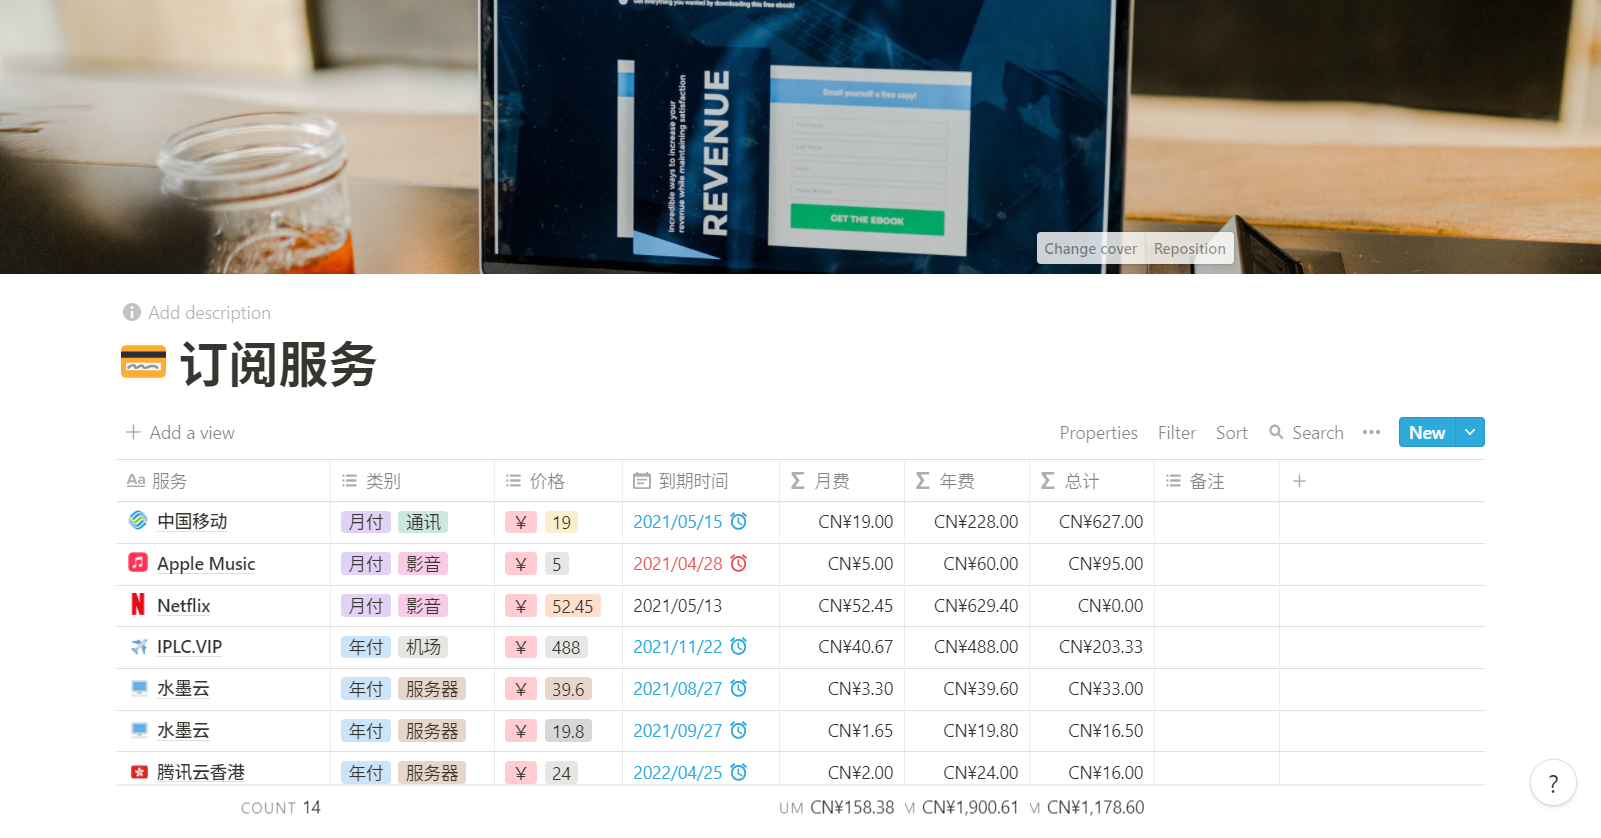 Get everything you wanted by downloading this free ebook!
Incredible ways to increase your
revenue while maintaining satisfaction
REVENUE
Email yourself a free copy!
First Name
Last Name
Email
Phone Number
GET THE EBOOK
Change cover Reposition
Add description
订阅服务
Add a view Properties Filter Sort Search New
Aa 服务 类别 价格 到期时间 月费 年费 总计 备注
中国移动 月付 通讯 ¥ 19 2021/05/15 CN¥19.00 CN¥228.00 CN¥627.00
Apple Music 月付 影音 ¥ 5 2021/04/28 CN¥5.00 CN¥60.00 CN¥95.00
Netflix 月付 影音 ¥ 52.45 2021/05/13 CN¥52.45 CN¥629.40 CN¥0.00
IPLC.VIP 年付 机场 ¥ 488 2021/11/22 CN¥40.67 CN¥488.00 CN¥203.33
水墨云 年付 服务器 ¥ 39.6 2021/08/27 CN¥3.30 CN¥39.60 CN¥33.00
水墨云 年付 服务器 ¥ 19.8 2021/09/27 CN¥1.65 CN¥19.80 CN¥16.50
腾讯云香港 年付 服务器 ¥ 24 2022/04/25 CN¥2.00 CN¥24.00 CN¥16.00
COUNT 14 UM CN¥158.38 M CN¥1,900.61 M CN¥1,178.60
?